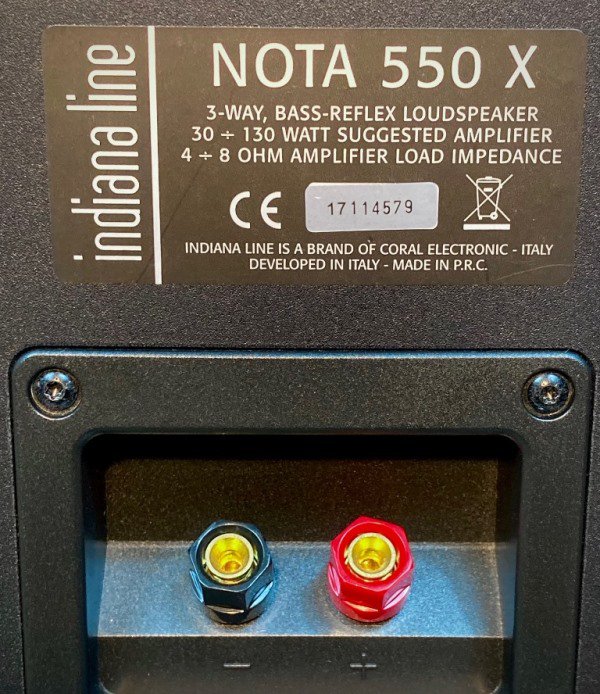 indiana line
NOTA 550 X
3-WAY, BASS-REFLEX LOUDSPEAKER
30 ÷ 130 WATT SUGGESTED AMPLIFIER
4 ÷ 8 OHM AMPLIFIER LOAD IMPEDANCE
CE 17114579
INDIANA LINE IS A BRAND OF CORAL ELECTRONIC - ITALY
DEVELOPED IN ITALY - MADE IN P.R.C.
− +